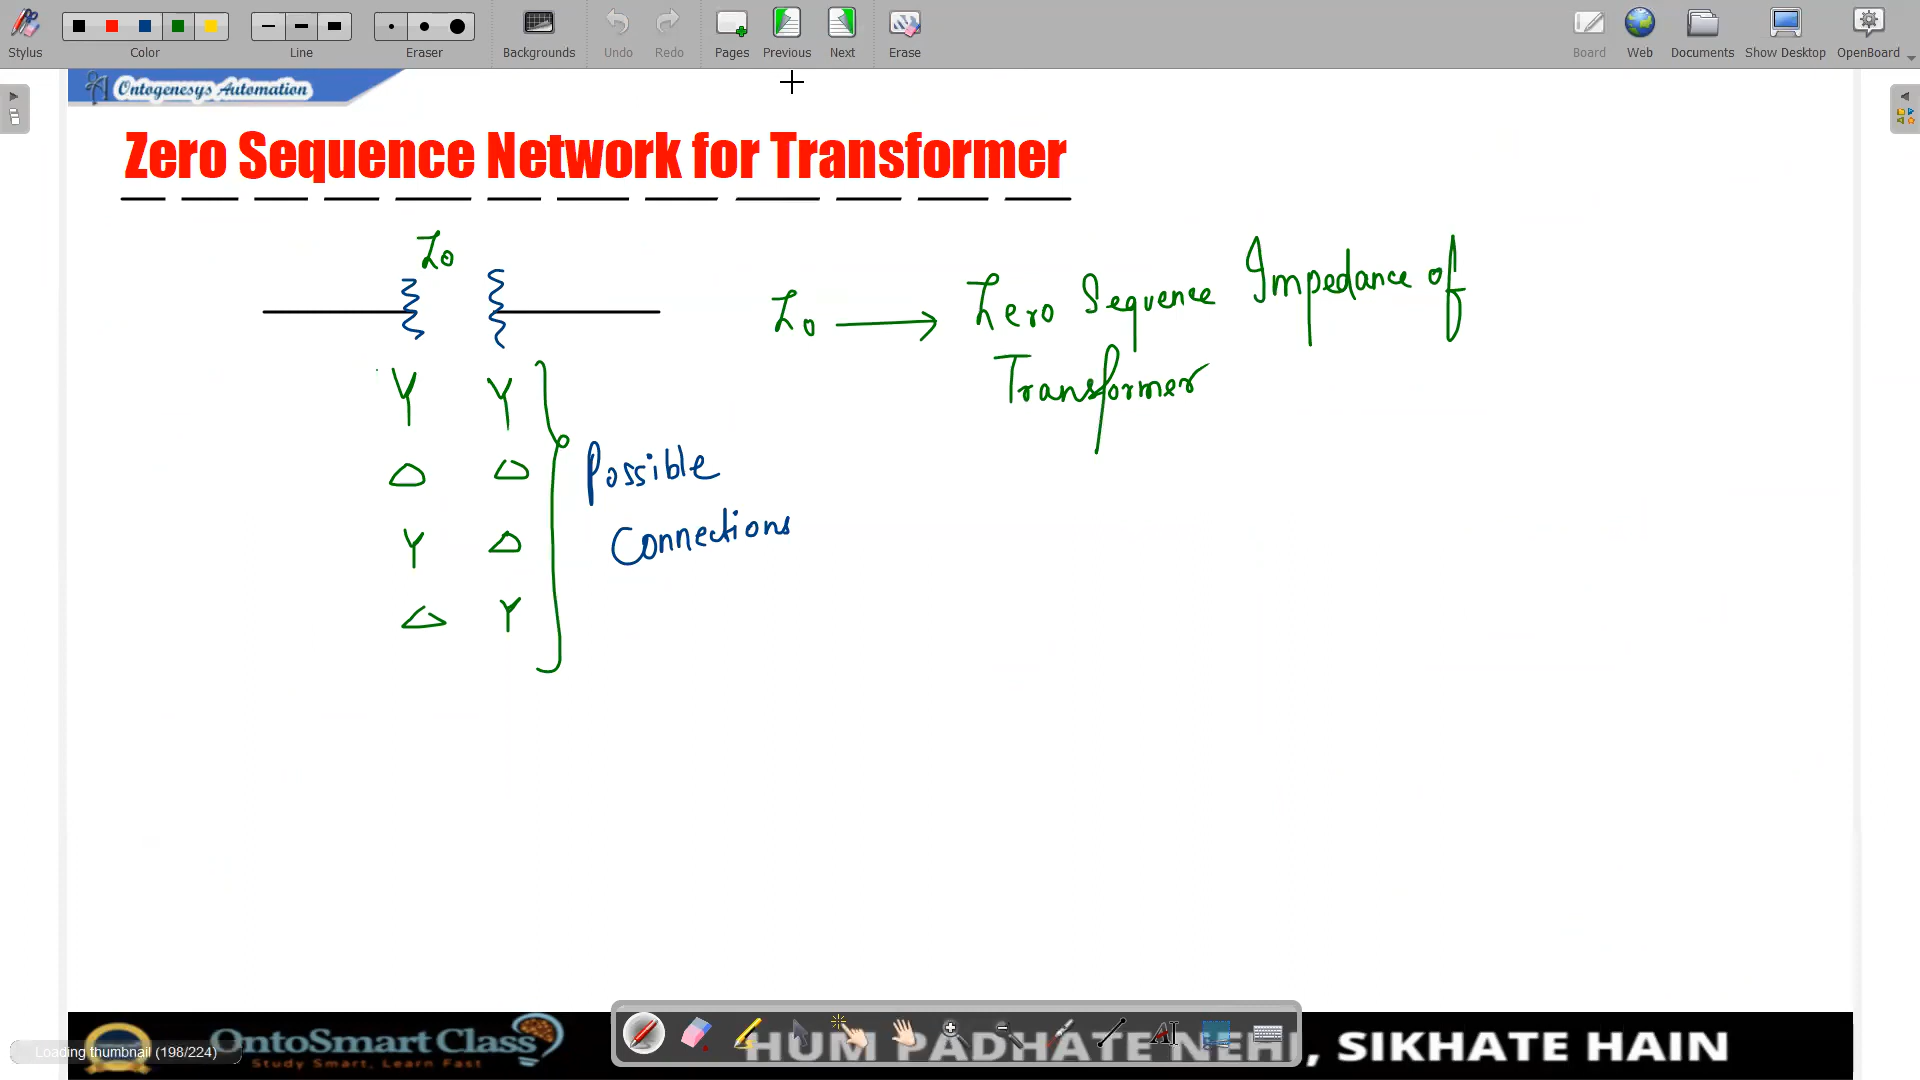 Stylus
Color
Line
Eraser
Backgrounds
Undo
Redo
Pages
Previous
Next
Erase
Board
Web
Documents
Show Desktop
OpenBoard
Ontogenesys Automation
Zero Sequence Network for Transformer
Z0
Z0 → Zero Sequence Impedance of
Transformer
Y Y
Δ Δ
Y Δ
Δ Y
Possible
Connections
Loading thumbnail (198/224)
OntoSmart Class
Study Smart, Learn Fast
HUM PADHATE NEHI, SIKHATE HAIN